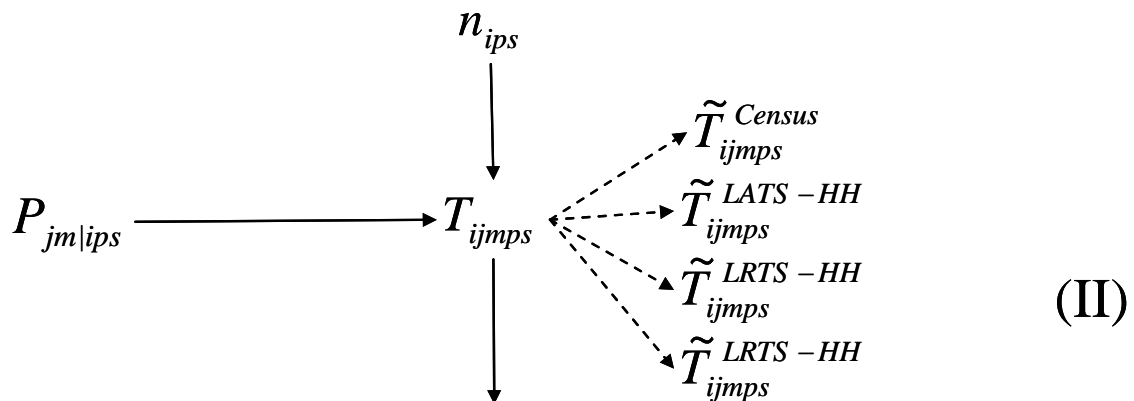 n_ips
T̃_ijmps^Census
T̃_ijmps^LATS – HH
P_jm|ips T_ijmps
T̃_ijmps^LRTS – HH
(II)
T̃_ijmps^LRTS – HH